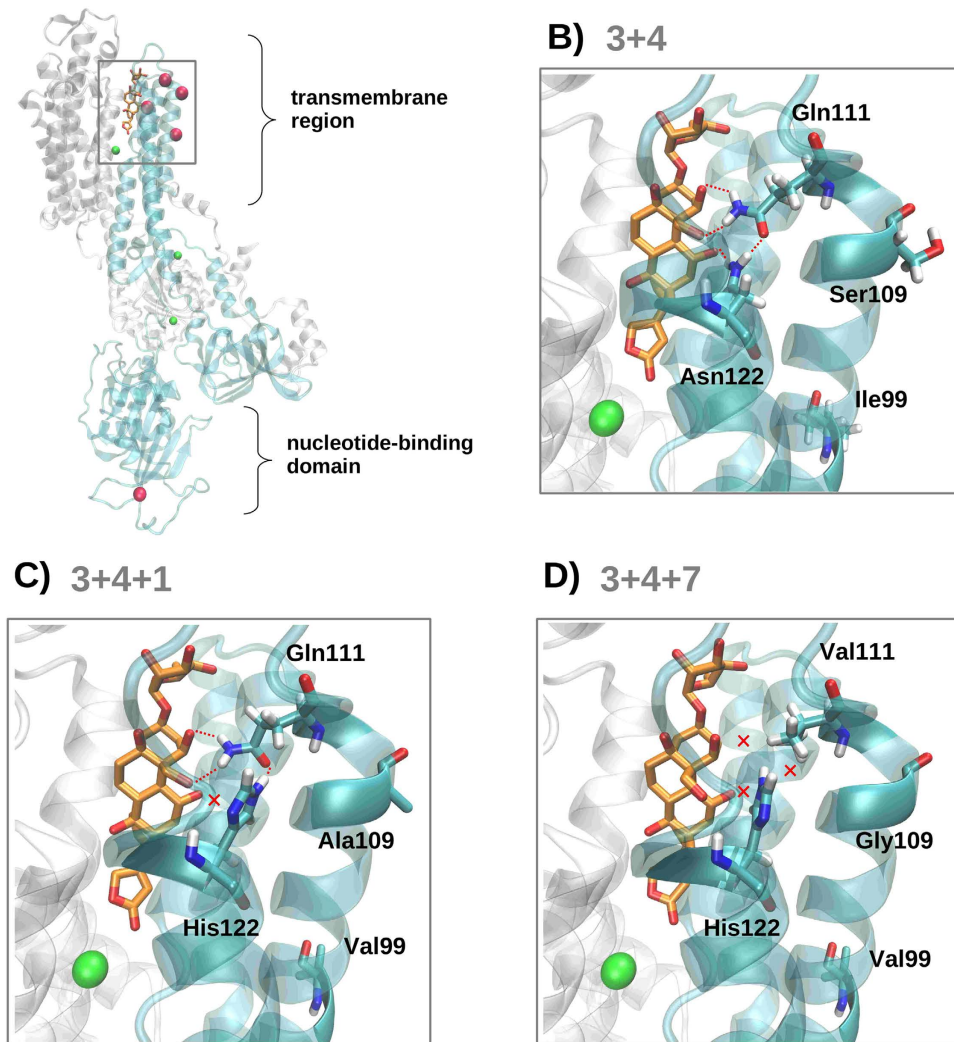 transmembrane
region
nucleotide-binding
domain
B) 3+4
Gln111
Ser109
Asn122
Ile99
C) 3+4+1
Gln111
Ala109
His122
Val99
D) 3+4+7
Val111
Gly109
His122
Val99